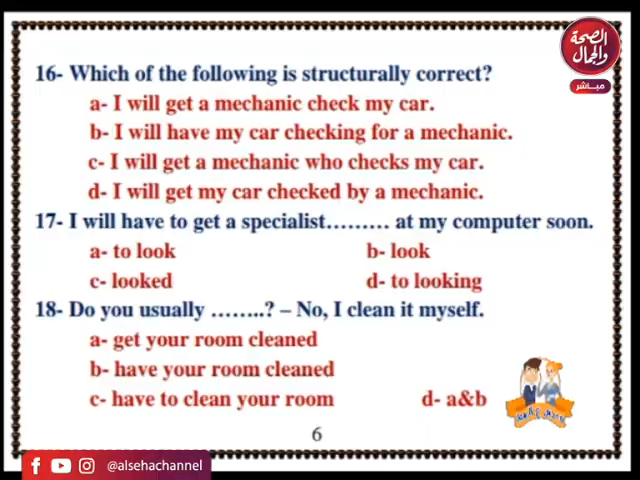 الصحة
والجمال
مباشر
16- Which of the following is structurally correct?
a- I will get a mechanic check my car.
b- I will have my car checking for a mechanic.
c- I will get a mechanic who checks my car.
d- I will get my car checked by a mechanic.
17- I will have to get a specialist……… at my computer soon.
a- to look b- look
c- looked d- to looking
18- Do you usually ……..? – No, I clean it myself.
a- get your room cleaned
b- have your room cleaned
c- have to clean your room d- a&b
6
@alsehachannel